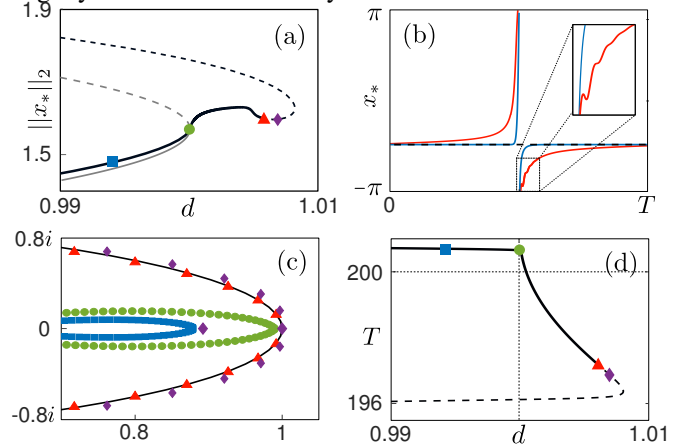 1.9
(a)
||x*||2
1.5
0.99
d
1.01
π
(b)
x*
-π
0
T
0.8i
(c)
0
-0.8i
0.8
1
(d)
200
T
196
0.99
d
1.01